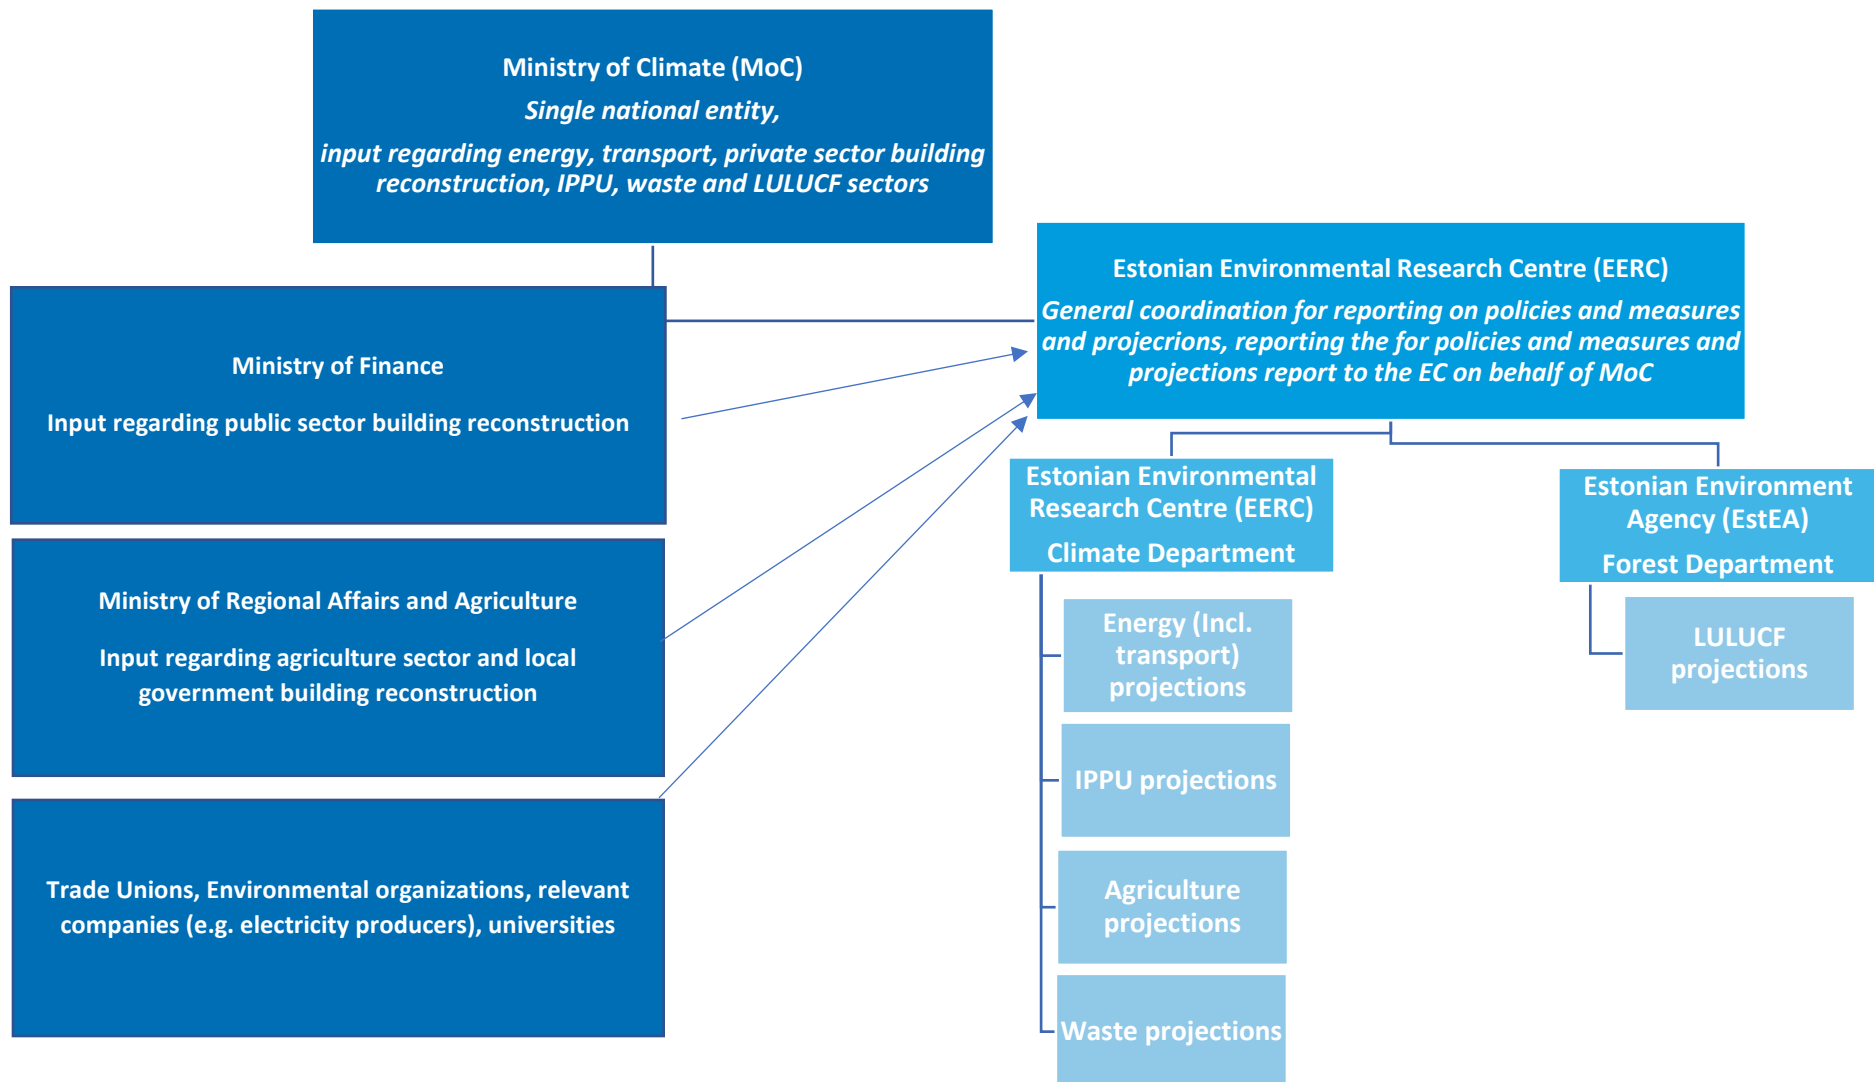 Ministry of Climate (MoC)
Single national entity,
input regarding energy, transport, private sector building
reconstruction, IPPU, waste and LULUCF sectors
Estonian Environmental Research Centre (EERC)
General coordination for reporting on policies and measures
and projecrions, reporting the for policies and measures and
projections report to the EC on behalf of MoC
Ministry of Finance
Input regarding public sector building reconstruction
Ministry of Regional Affairs and Agriculture
Input regarding agriculture sector and local
government building reconstruction
Trade Unions, Environmental organizations, relevant
companies (e.g. electricity producers), universities
Estonian Environmental
Research Centre (EERC)
Climate Department
Energy (Incl.
transport)
projections
IPPU projections
Agriculture
projections
Waste projections
Estonian Environment
Agency (EstEA)
Forest Department
LULUCF
projections